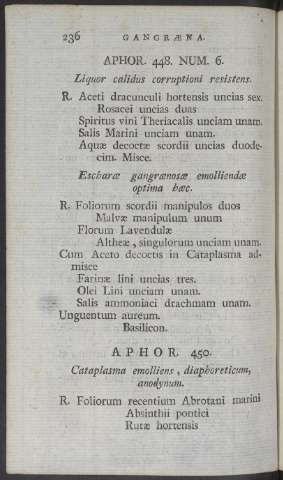 236 GANGRÆNA.
APHOR. 448. NUM. 6.
Liquor calidus corruptioni resistens.
R. Aceti dracunculi hortensis uncias sex.
Rosacei uncias duas
Spiritus vini Theriacalis unciam unam.
Salis Marini unciam unam.
Aquæ decoctæ scordii uncias duode-
cim. Misce.
Escharæ gangrænosæ emolliendæ
optima hæc.
R. Foliorum scordii manipulos duos
Malvæ manipulum unum
Florum Lavendulæ
Altheæ, singulorum unciam unam.
Cum Aceto decoctis in Cataplasma ad-
misce
Farinæ lini uncias tres.
Olei Lini unciam unam.
Salis ammoniaci drachmam unam.
Unguentum aureum.
Basilicon.
APHOR. 450.
Cataplasma emolliens, diaphoreticum,
anodynum.
R. Foliorum recentium Abrotani marini
Absinthii pontici
Rutæ hortensis